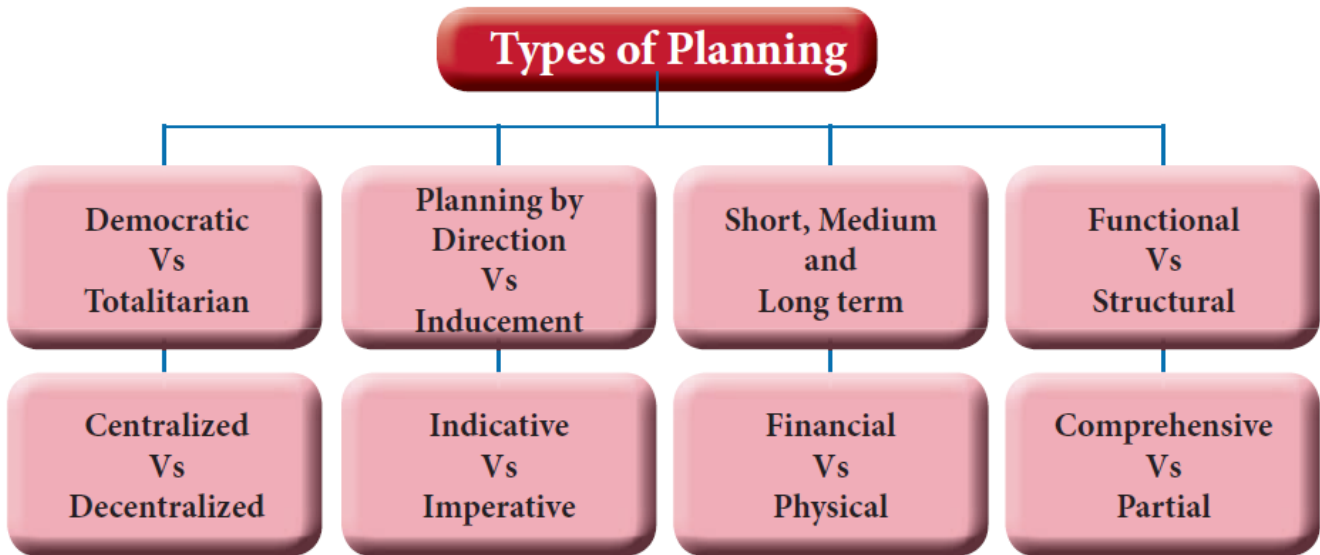 Types of Planning
Democratic
Vs
Totalitarian
Planning by
Direction
Vs
Inducement
Short, Medium
and
Long term
Functional
Vs
Structural
Centralized
Vs
Decentralized
Indicative
Vs
Imperative
Financial
Vs
Physical
Comprehensive
Vs
Partial